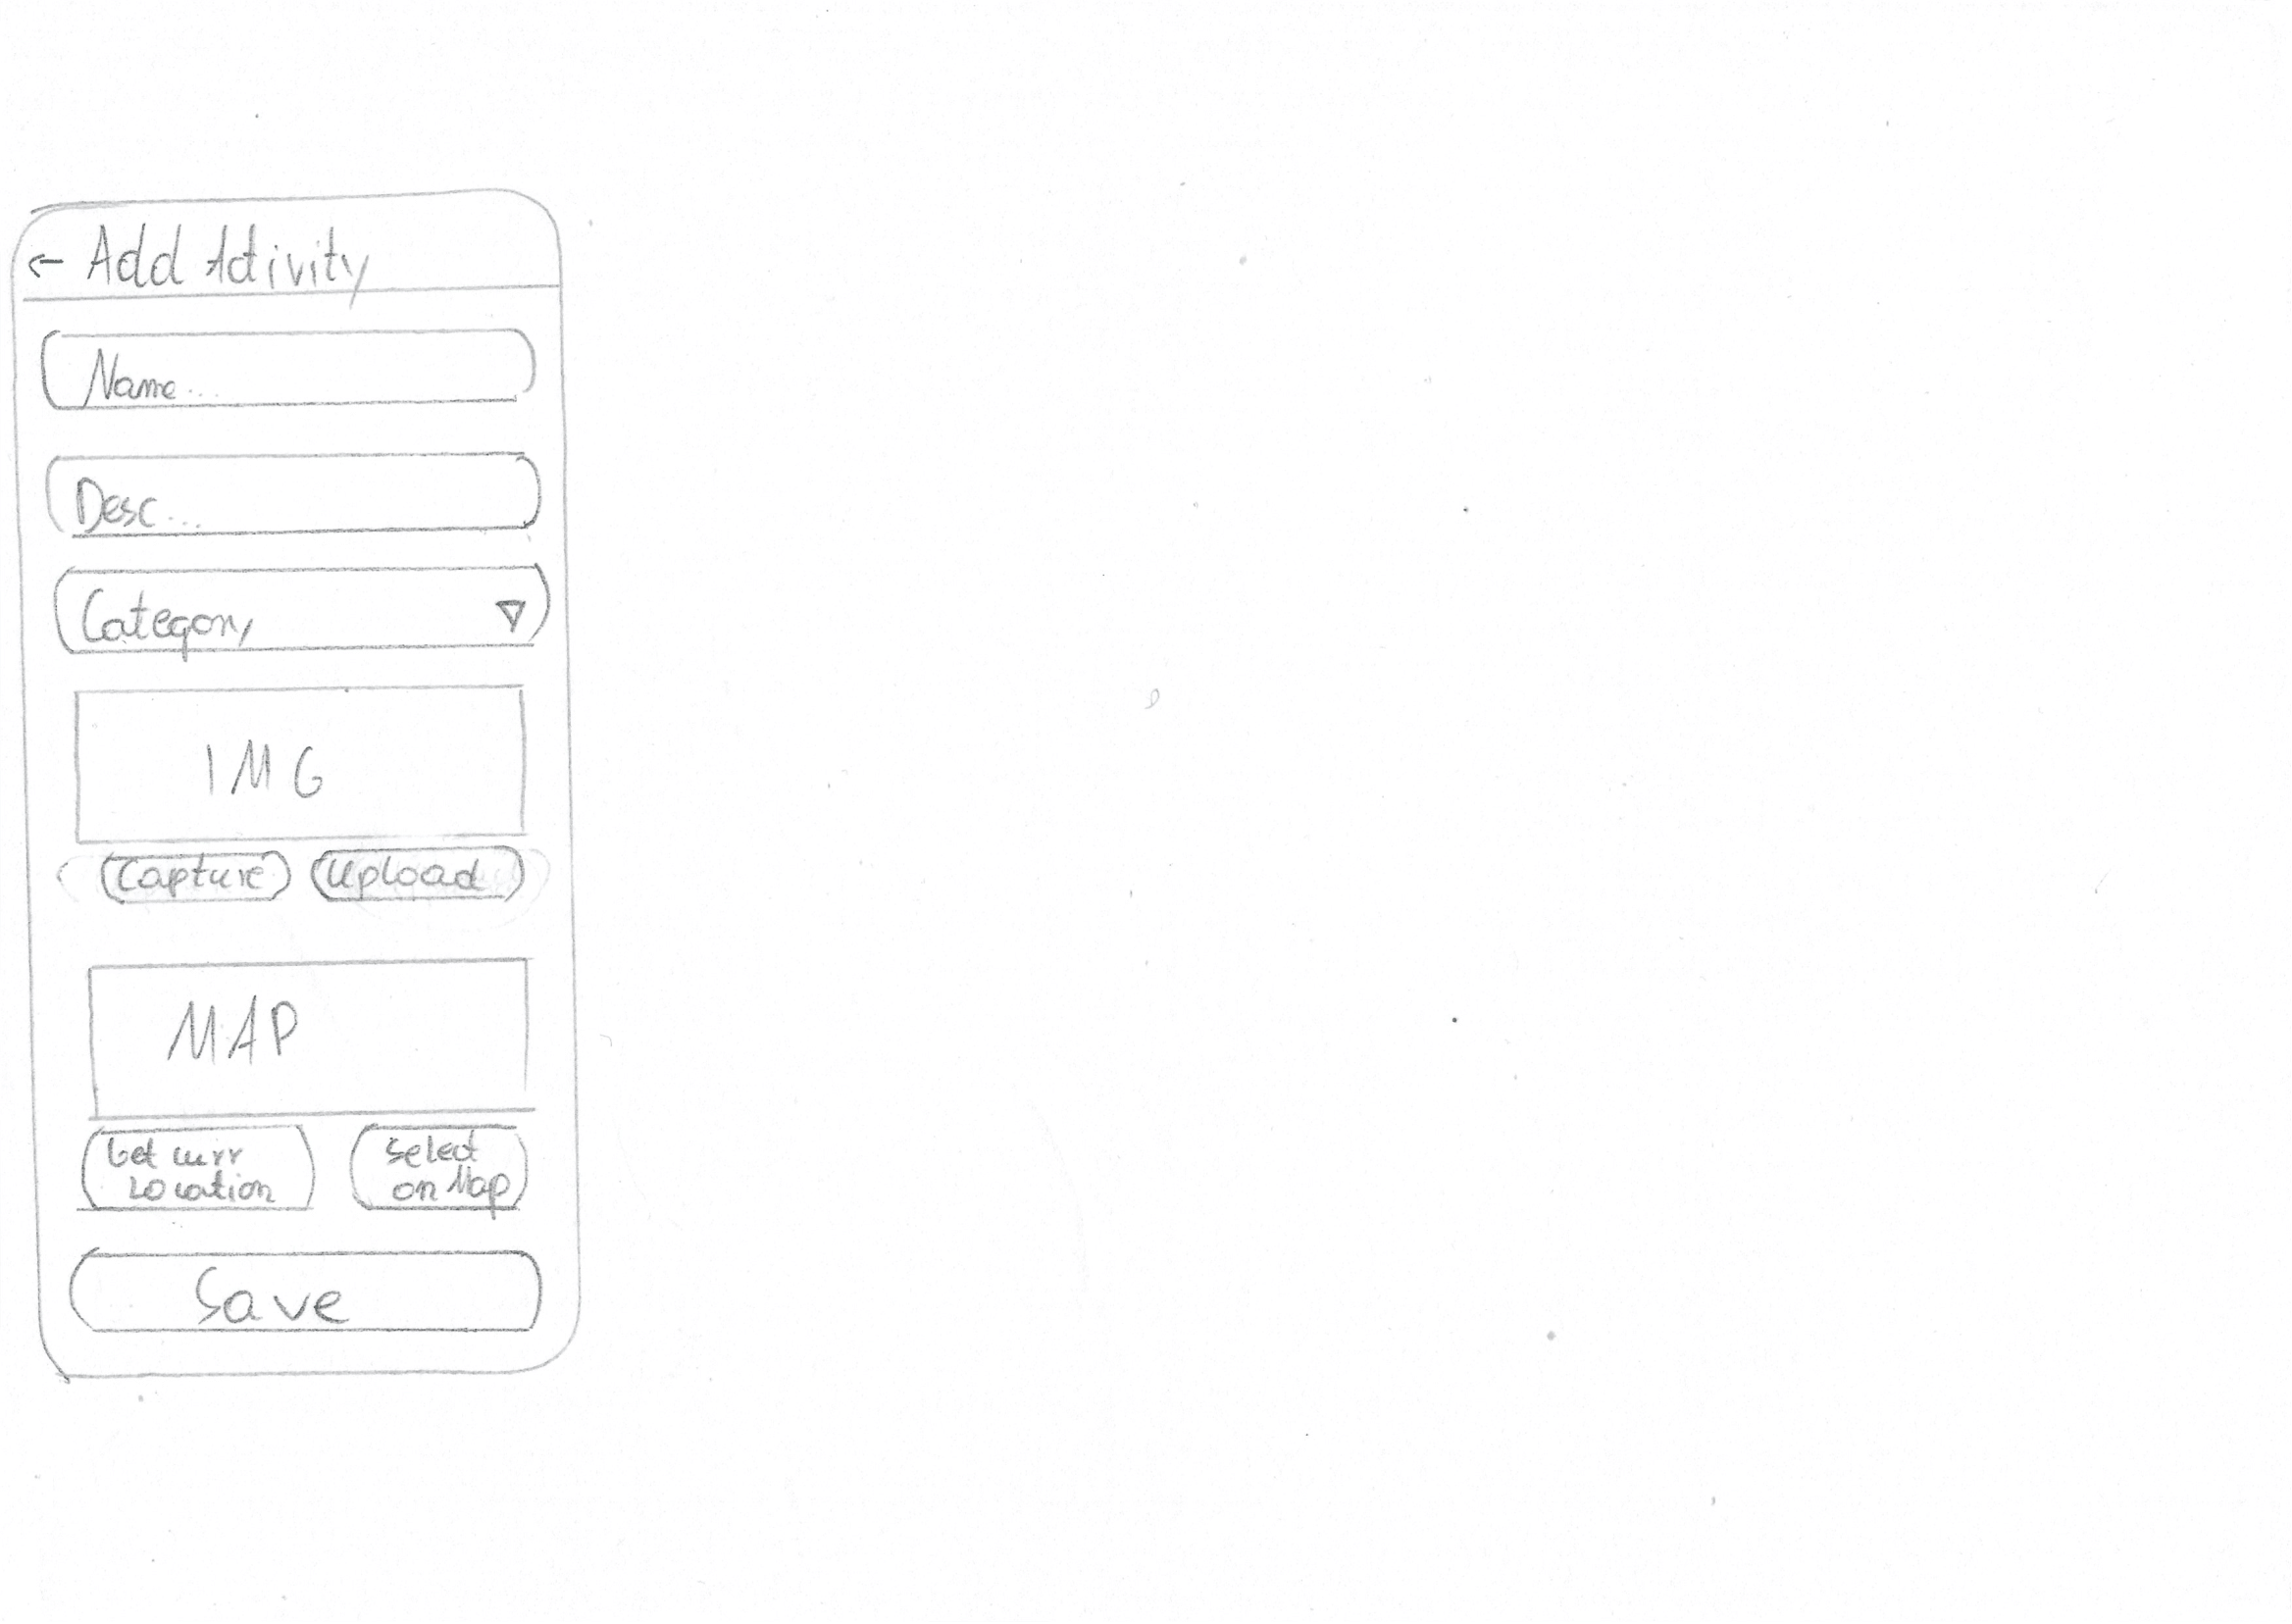 ← Add Activity
Name...
Desc...
Category
IMG
Capture Upload
MAP
Get curr
Location
Select
on Map
Save